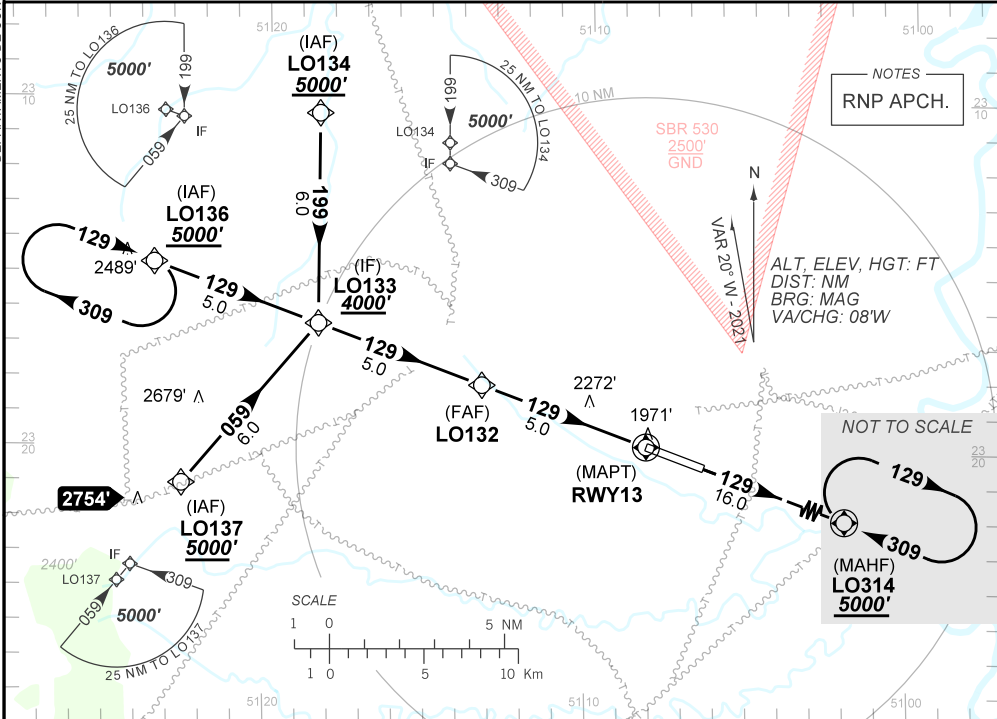 51 20
51 10
51 00
25 NM TO LO136
5000'
199
LO136
IF
059
(IAF)
LO134
5000'
25 NM TO LO134
5000'
199
LO134
IF
309
10 NM
NOTES
RNP APCH.
23
10
23
10
SBR 530
2500'
GND
N
VAR 20° W - 2021
ALT, ELEV, HGT: FT
DIST: NM
BRG: MAG
VA/CHG: 08'W
199
6.0
(IAF)
LO136
5000'
129
2489'
309
129
5.0
(IF)
LO133
4000'
129
5.0
2679'
059
6.0
(FAF)
LO132
129
5.0
2272'
1971'
(MAPT)
RWY13
129
16.0
NOT TO SCALE
129
309
(MAHF)
LO314
5000'
23
20
23
20
2754'
(IAF)
LO137
5000'
2400'
IF
LO137
309
059
5000'
25 NM TO LO137
SCALE
1 0 5 NM
1 0 5 10 Km
51 20
51 10
51 00